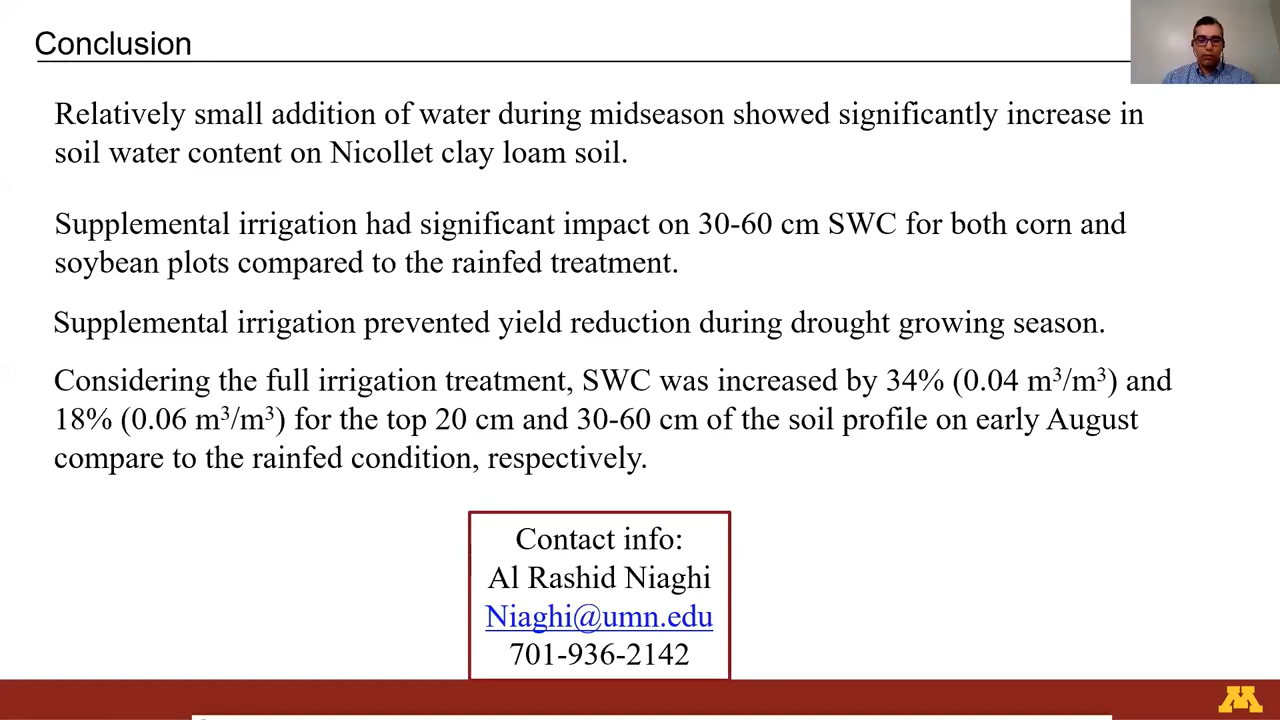 Conclusion
Relatively small addition of water during midseason showed significantly increase in
soil water content on Nicollet clay loam soil.
Supplemental irrigation had significant impact on 30-60 cm SWC for both corn and
soybean plots compared to the rainfed treatment.
Supplemental irrigation prevented yield reduction during drought growing season.
Considering the full irrigation treatment, SWC was increased by 34% (0.04 m³/m³) and
18% (0.06 m³/m³) for the top 20 cm and 30-60 cm of the soil profile on early August
compare to the rainfed condition, respectively.
Contact info:
Al Rashid Niaghi
Niaghi@umn.edu
701-936-2142
M